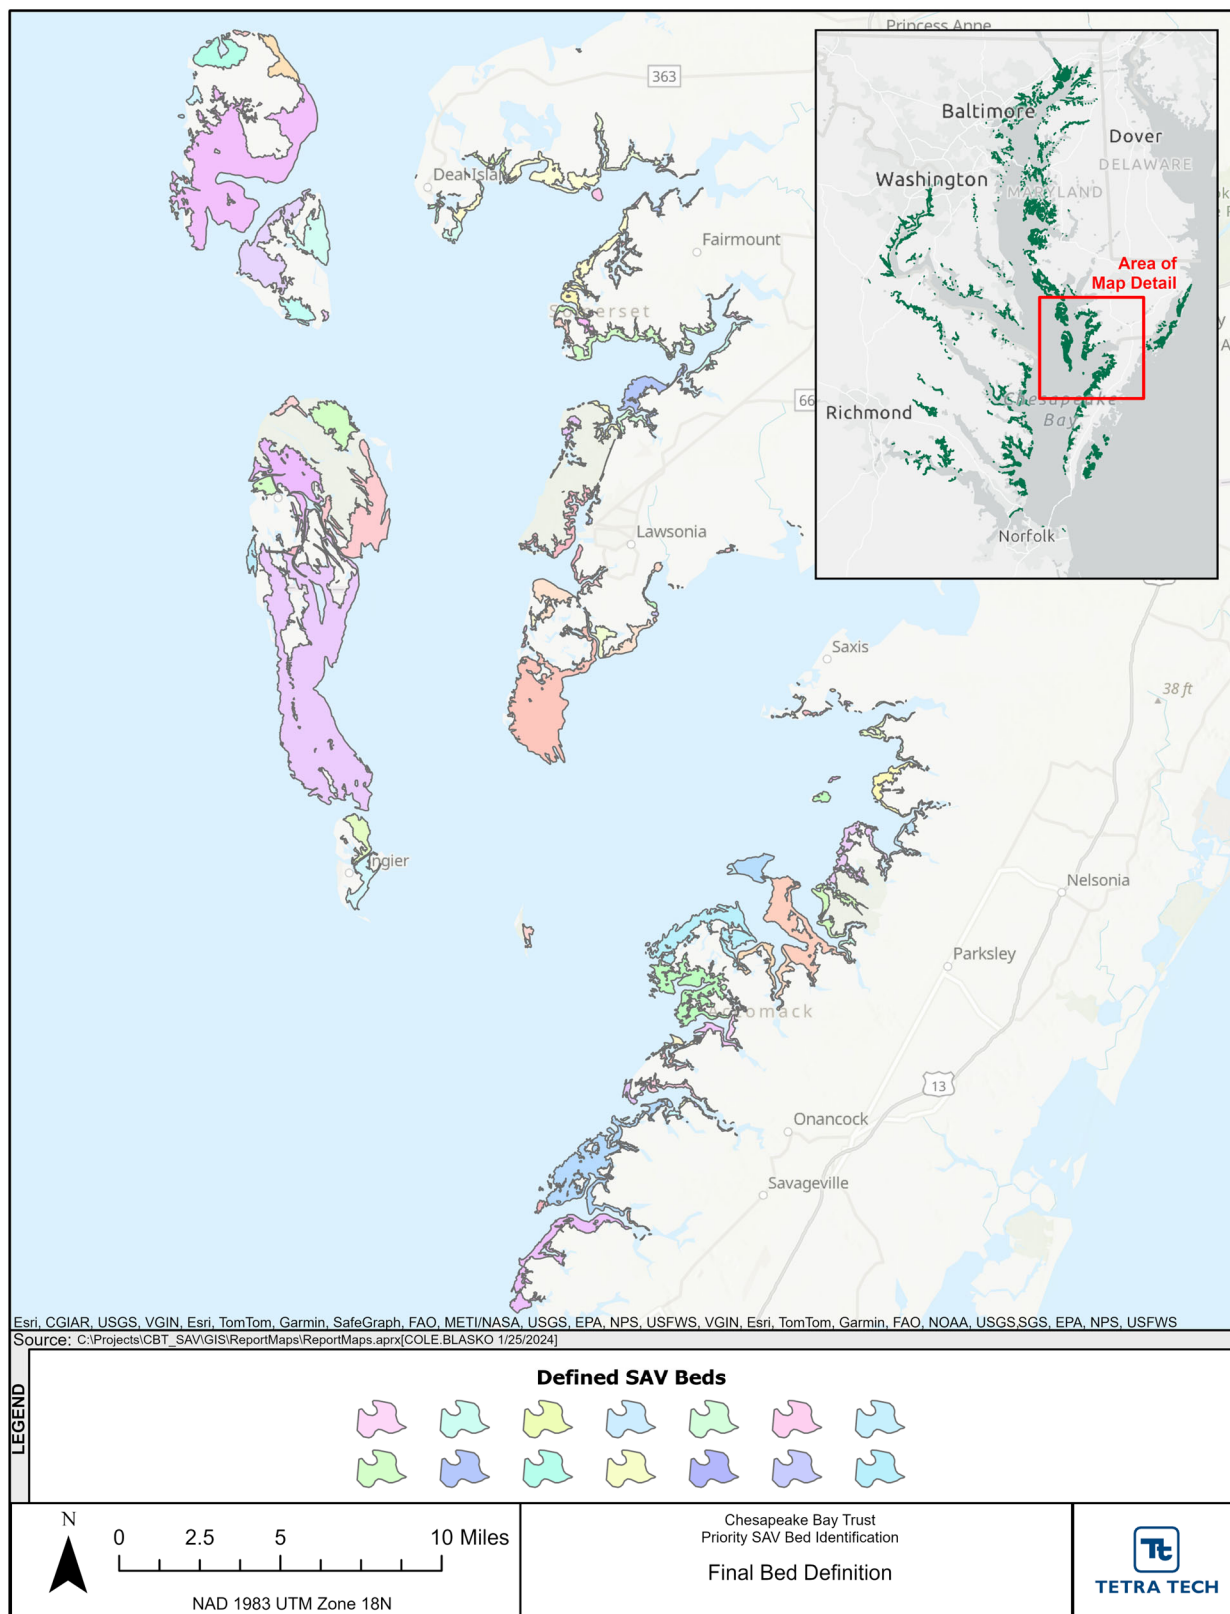 Princess Anne
363
Deal Islan
Fairmount
Somerset
66
Lawsonia
Saxis
38 ft
ngier
Nelsonia
Parksley
Accomack
13
Onancock
Savageville
Baltimore
Dover
DELAWARE
Washington
MARYLAND
Area of
Map Detail
Richmond
Chesapeake
Bay
Norfolk
Esri, CGIAR, USGS, VGIN, Esri, TomTom, Garmin, SafeGraph, FAO, METI/NASA, USGS, EPA, NPS, USFWS, VGIN, Esri, TomTom, Garmin, FAO, NOAA, USGS,SGS, EPA, NPS, USFWS
Source: C:\Projects\CBT_SAV\GIS\ReportMaps\ReportMaps.aprx[COLE.BLASKO 1/25/2024]
LEGEND
Defined SAV Beds
N
0 2.5 5 10 Miles
NAD 1983 UTM Zone 18N
Chesapeake Bay Trust
Priority SAV Bed Identification
Final Bed Definition
Tt
TETRA TECH